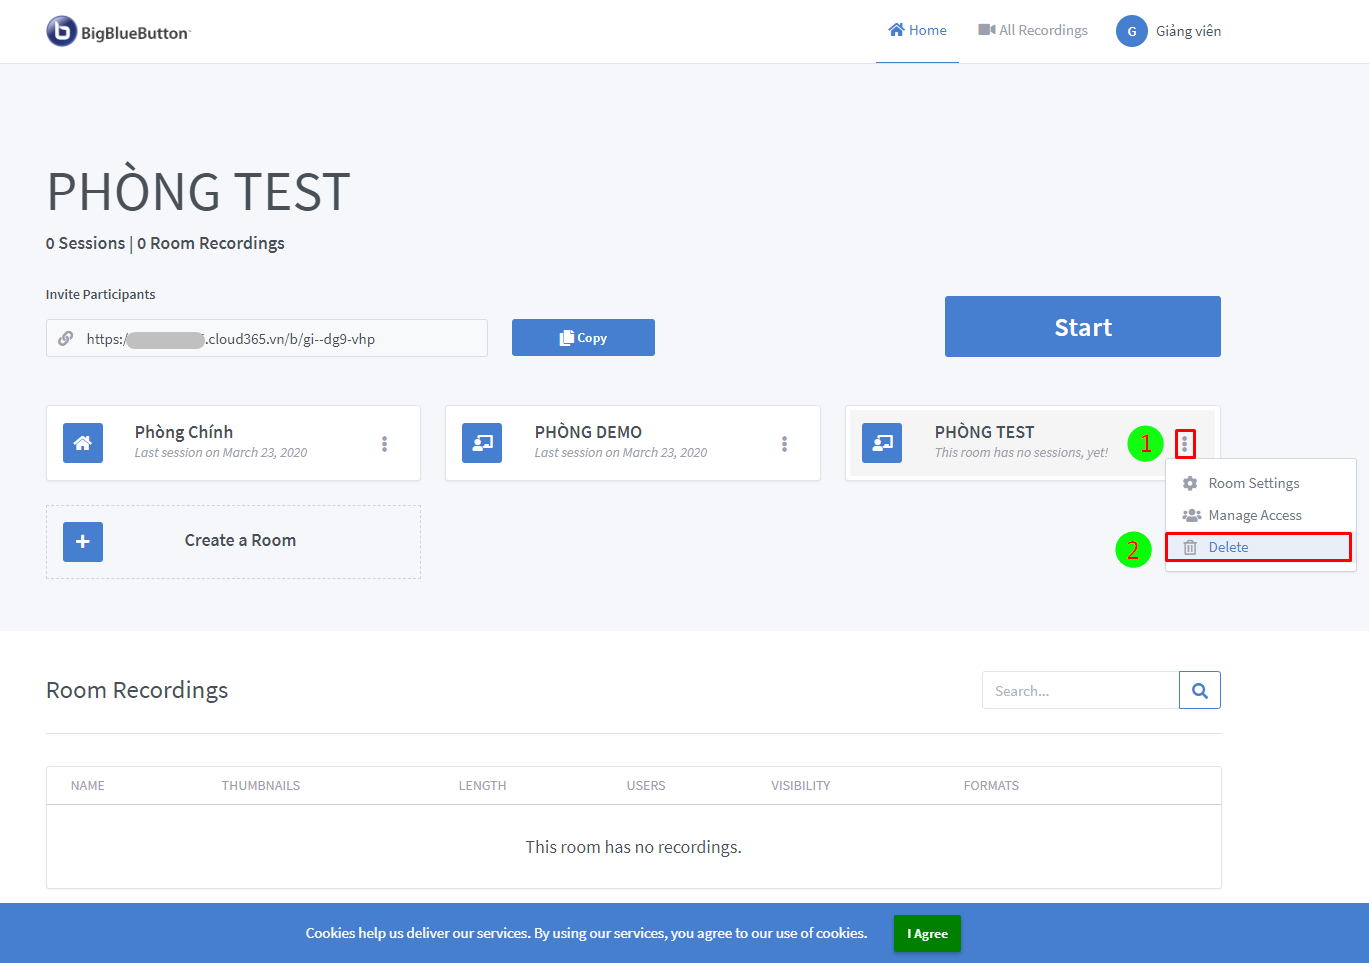 BigBlueButton
Home
All Recordings
G
Giảng viên
PHÒNG TEST
0 Sessions | 0 Room Recordings
Invite Participants
https:/ .cloud365.vn/b/gi--dg9-vhp
Copy
Start
Phòng Chính
Last session on March 23, 2020
PHÒNG DEMO
Last session on March 23, 2020
PHÒNG TEST
This room has no sessions, yet!
1
Room Settings
Manage Access
2
Delete
Create a Room
Room Recordings
Search...
NAME THUMBNAILS LENGTH USERS VISIBILITY FORMATS
This room has no recordings.
Cookies help us deliver our services. By using our services, you agree to our use of cookies.
I Agree